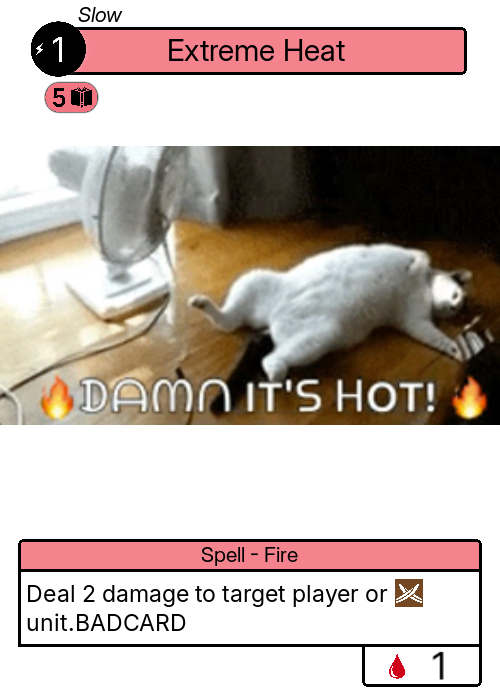 Slow
1
Extreme Heat
5
🔥DAMN IT'S HOT! 🔥
Spell - Fire
Deal 2 damage to target player or
unit.BADCARD
1